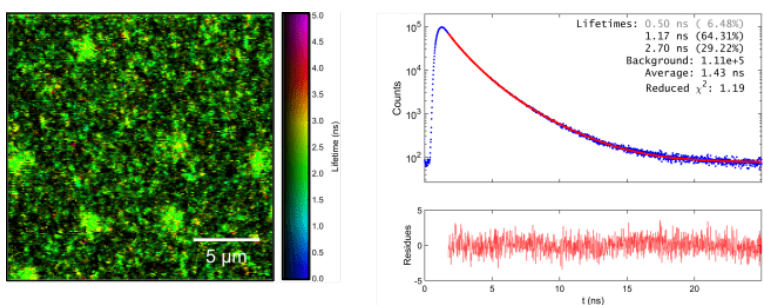 5 µm
5.0
4.5
4.0
3.5
3.0
2.5
2.0
1.5
1.0
0.5
0.0
Lifetime (ns)
Lifetimes: 0.50 ns ( 6.48%)
1.17 ns (64.31%)
2.70 ns (29.22%)
Background: 1.11e+5
Average: 1.43 ns
Reduced χ²: 1.19
10⁵
10⁴
10³
10²
Counts
5
0
-5
Residues
0 5 10 15 20
t (ns)